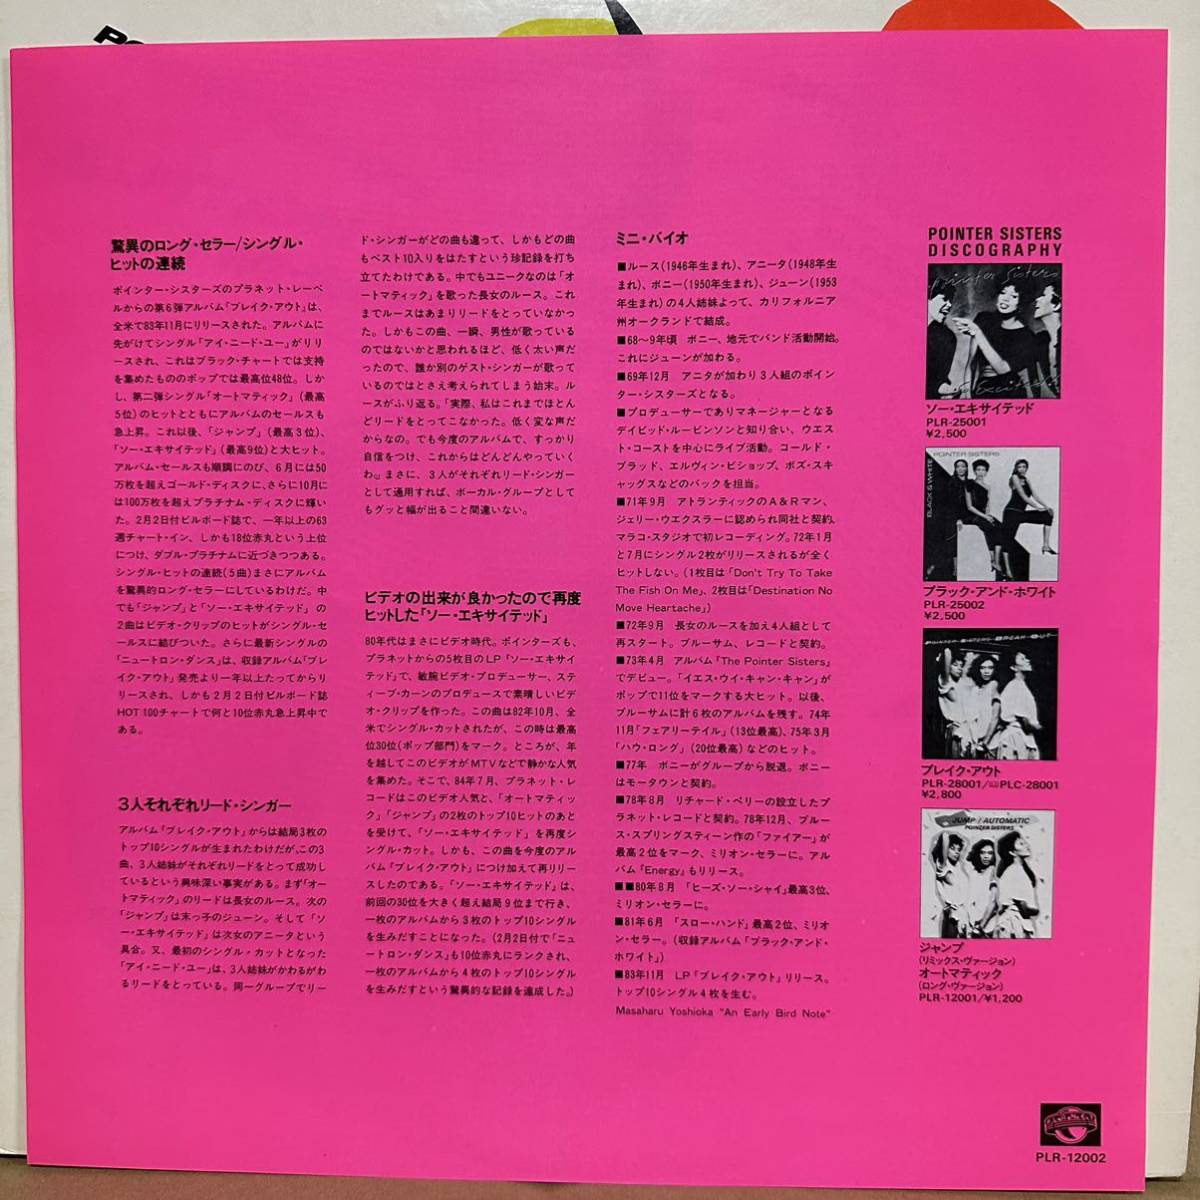 驚異のロング・セラー/シングル・
ヒットの連続
ポインター・シスターズのプラネット・レーベ
ルからの第6弾アルバム「ブレイク・アウト」は、
全米で83年11月にリリースされた。アルバムに
先がけてシングル「アイ・ニード・ユー」がリリ
ースされ、これはブラック・チャートでは支持
を集めたもののポップでは最高位48位。しか
し、第二弾シングル「オートマティック」(最高
5位)のヒットとともにアルバムのセールスも
急上昇。これ以後、「ジャンプ」(最高3位)、
「ソー・エキサイテッド」(最高9位)と大ヒット。
アルバム・セールスも順調にのび、6月には50
万枚を超えゴールド・ディスクに、さらに10月に
は100万枚を超えプラチナム・ディスクに輝い
た。2月2日付ビルボード誌で、一年以上の63
週チャート・イン、しかも18位赤丸という上位
につけ、ダブル・プラチナムに近づきつつある。
シングル・ヒットの連続(5曲)まさにアルバム
を驚異的ロング・セラーにしているわけだ。中
でも「ジャンプ」と「ソー・エキサイテッド」の
2曲はビデオ・クリップのヒットがシングル・セ
ールスに結びついた。さらに最新シングルの
「ニュートロン・ダンス」は、収録アルバム「ブレ
イク・アウト」発売より一年以上たってからリリ
ースされ、しかも2月2日付ビルボード誌
HOT 100チャートで何と10位赤丸急上昇中で
ある。
3人それぞれリード・シンガー
アルバム「ブレイク・アウト」からは結局3枚の
トップ10シングルが生まれたわけだが、この3
曲、3人姉妹がそれぞれリードをとって成功し
ているという興味深い事実がある。まず「オー
トマティック」のリードは長女のルース。次の
「ジャンプ」は末っ子のジューン。そして「ソ
ー・エキサイテッド」は次女のアニータという
具合。又、最初のシングル・カットとなった
「アイ・ニード・ユー」は、3人姉妹がかわるがわ
るリードをとっている。同一グループでリー
ド・シンガーがどの曲も違って、しかもどの曲
もベスト10入りをはたすという珍記録を打ち
立てたわけである。中でもユニークなのは「オ
ートマティック」を歌った長女のルース。これ
までルースはあまりリードをとっていなかっ
た。しかもこの曲、一瞬、男性が歌っている
のではないかと思われるほど、低く太い声だ
ったので、誰か別のゲスト・シンガーが歌って
いるのではとさえ考えられてしまう始末。ル
ースがふり返る。「実際、私はこれまでほとん
どリードをとってこなかった。低く変な声だ
からなの。でも今度のアルバムで、すっかり
自信をつけ、これからはどんどんやっていく
わ。」まさに、3人がそれぞれリード・シンガー
として通用すれば、ボーカル・グループとして
もグッと幅が出ること間違いない。
ビデオの出来が良かったので再度
ヒットした「ソー・エキサイテッド」
80年代はまさにビデオ時代。ポインターズも、
プラネットからの5枚目のLP『ソー・エキサイ
テッド』で、敏腕ビデオ・プロデューサー、ステ
ィーブ・カーンのプロデュースで素晴しいビデ
オ・クリップを作った。この曲は82年10月、全
米でシングル・カットされたが、この時は最高
位30位(ポップ部門)をマーク。ところが、年
を越してこのビデオがMTVなどで静かな人気
を集めた。そこで、84年7月、プラネット・レ
コードはこのビデオ人気と、「オートマティッ
ク」、「ジャンプ」の2枚のトップ10ヒットのあと
を受けて、「ソー・エキサイテッド」を再度シン
グル・カット。しかも、この曲を今度のアル
バム「ブレイク・アウト」につけ加えて再リリー
スしたのである。「ソー・エキサイテッド」は、
前回の30位を大きく超え結局9位まで行き、
一枚のアルバムから3枚のトップ10シングル
を生みだすことになった。(2月2日付で「ニュ
ートロン・ダンス」も10位赤丸にランクされ、
一枚のアルバムから4枚のトップ10シングル
を生みだすという驚異的な記録を達成した。)
ミニ・バイオ
■ルース(1946年生まれ)、アニータ(1948年生
まれ)、ボニー(1950年生まれ)、ジューン(1953
年生まれ)の4人姉妹よって、カリフォルニア
州オークランドで結成。
■68〜9年頃 ボニー、地元でバンド活動開始。
これにジューンが加わる。
■69年12月 アニタが加わり3人組のポイン
ター・シスターズとなる。
■プロデューサーでありマネージャーとなる
デイビッド・ルービンソンと知り合い、ウエス
ト・コーストを中心にライブ活動。コールド・
ブラッド、エルヴィン・ビショップ、ボズ・スキ
ャッグスなどのバックを担当。
■71年9月 アトランティックのA&Rマン、
ジェリー・ウエクスラーに認められ同社と契約、
マラコ・スタジオで初レコーディング。72年1月
と7月にシングル2枚がリリースされるが全く
ヒットしない。(1枚目は「Don't Try To Take
The Fish On Me」、2枚目は「Destination No
Move Heartache」)
■72年9月 長女のルースを加え4人組として
再スタート。ブルーサム、レコードと契約。
■73年4月 アルバム『The Pointer Sisters』
でデビュー。「イエス・ウイ・キャン・キャン」が
ポップで11位をマークする大ヒット。以後、
ブルーサムに計6枚のアルバムを残す。74年
11月「フェアリーテイル」(13位最高)、75年3月
「ハウ・ロング」(20位最高)などのヒット。
■77年 ボニーがグループから脱退。ボニー
はモータウンと契約。
■78年8月 リチャード・ペリーの設立したプ
ラネット・レコードと契約。78年12月、ブルー
ス・スプリングスティーン作の「ファイアー」が
最高2位をマーク、ミリオン・セラーに。アル
バム『Energy』もリリース。
■■80年8月 「ヒーズ・ソー・シャイ」最高3位、
ミリオン・セラーに。
■81年6月 「スロー・ハンド」最高2位、ミリオ
ン・セラー。(収録アルバム「ブラック・アンド・
ホワイト」)
■83年11月 LP「ブレイク・アウト」リリース。
トップ10シングル4枚を生む。
Masaharu Yoshioka "An Early Bird Note"
POINTER SISTERS
DISCOGRAPHY
Pointer Sisters
So Excited!
ソー・エキサイテッド
PLR-25001
¥2,500
POINTER SISTERS
BLACK & WHITE
ブラック・アンド・ホワイト
PLR-25002
¥2,500
POINTER SISTERS BREAK OUT
ブレイク・アウト
PLR-28001/PLC-28001
¥2,800
JUMP / AUTOMATIC
POINTER SISTERS
ジャンプ
(リミックス・ヴァージョン)
オートマティック
(ロング・ヴァージョン)
PLR-12001/¥1,200
PLR-12002